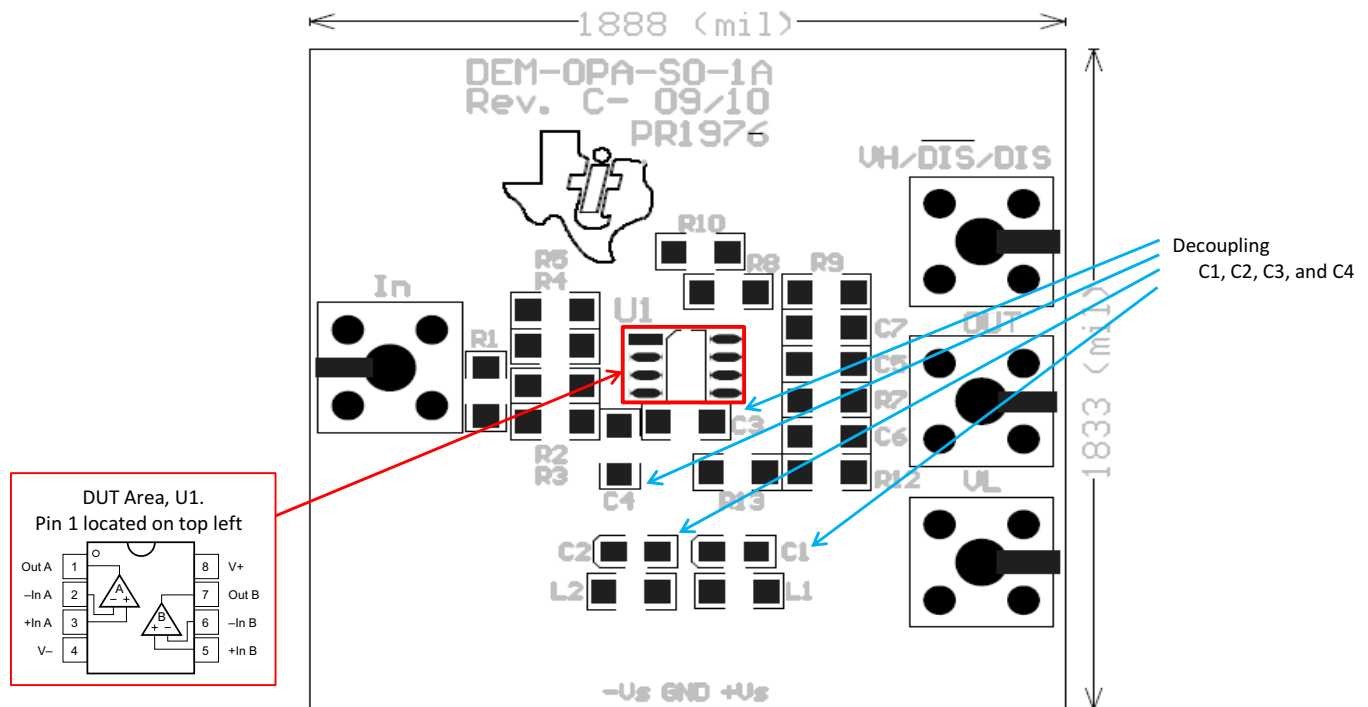 1888 (mil)
DEM-OPA-SO-1A
Rev. C- 09/10
PR1976
VH/DIS/DIS
R10
Decoupling
C1, C2, C3, and C4
R5
R8
R9
R4
In
U1
C7
OUT
R1
C5
R7
C3
C6
R2
R3
R12
C4
R13
VL
1833 (mil)
DUT Area, U1.
Pin 1 located on top left
Out A 1 8 V+
A
– +
–In A 2 7 Out B
+In A 3 6 –In B
B
+ –
V– 4 5 +In B
C2
C1
L2
L1
-Vs GND +Vs